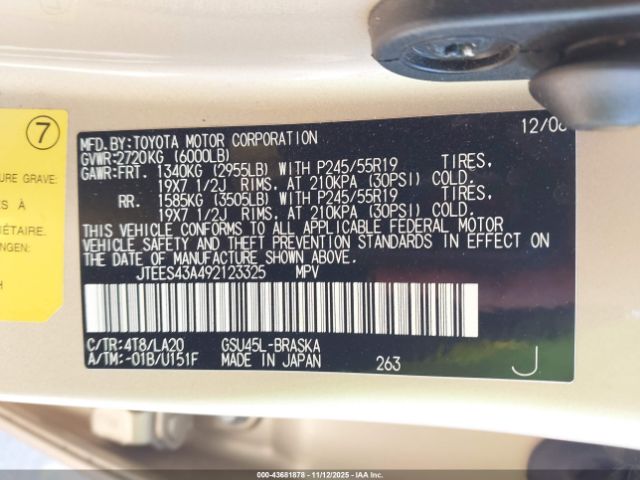 7
URE GRAVE:
S À
ÉTAIRE.
UNGEN:
H
12/06
MFD.BY:TOYOTA MOTOR CORPORATION
GVWR:2720KG (6000LB)
GAWR:FRT. 1340KG (2955LB) WITH P245/55R19 TIRES,
19X7 1/2J RIMS. AT 210KPA (30PSI) COLD.
RR. 1585KG (3505LB) WITH P245/55R19 TIRES,
19X7 1/2J RIMS. AT 210KPA (30PSI) COLD.
THIS VEHICLE CONFORMS TO ALL APPLICABLE FEDERAL MOTOR
VEHICLE SAFETY AND THEFT PREVENTION STANDARDS IN EFFECT ON
THE DATE OF MANUFACTURE SHOWN ABOVE.
JTEES43A492123325 MPV
C/TR:4T8/LA20 GSU45L-BRASKA
A/TM:-01B/U151F MADE IN JAPAN 263 J
000-43681878 - 11/12/2025 - IAAI.COM